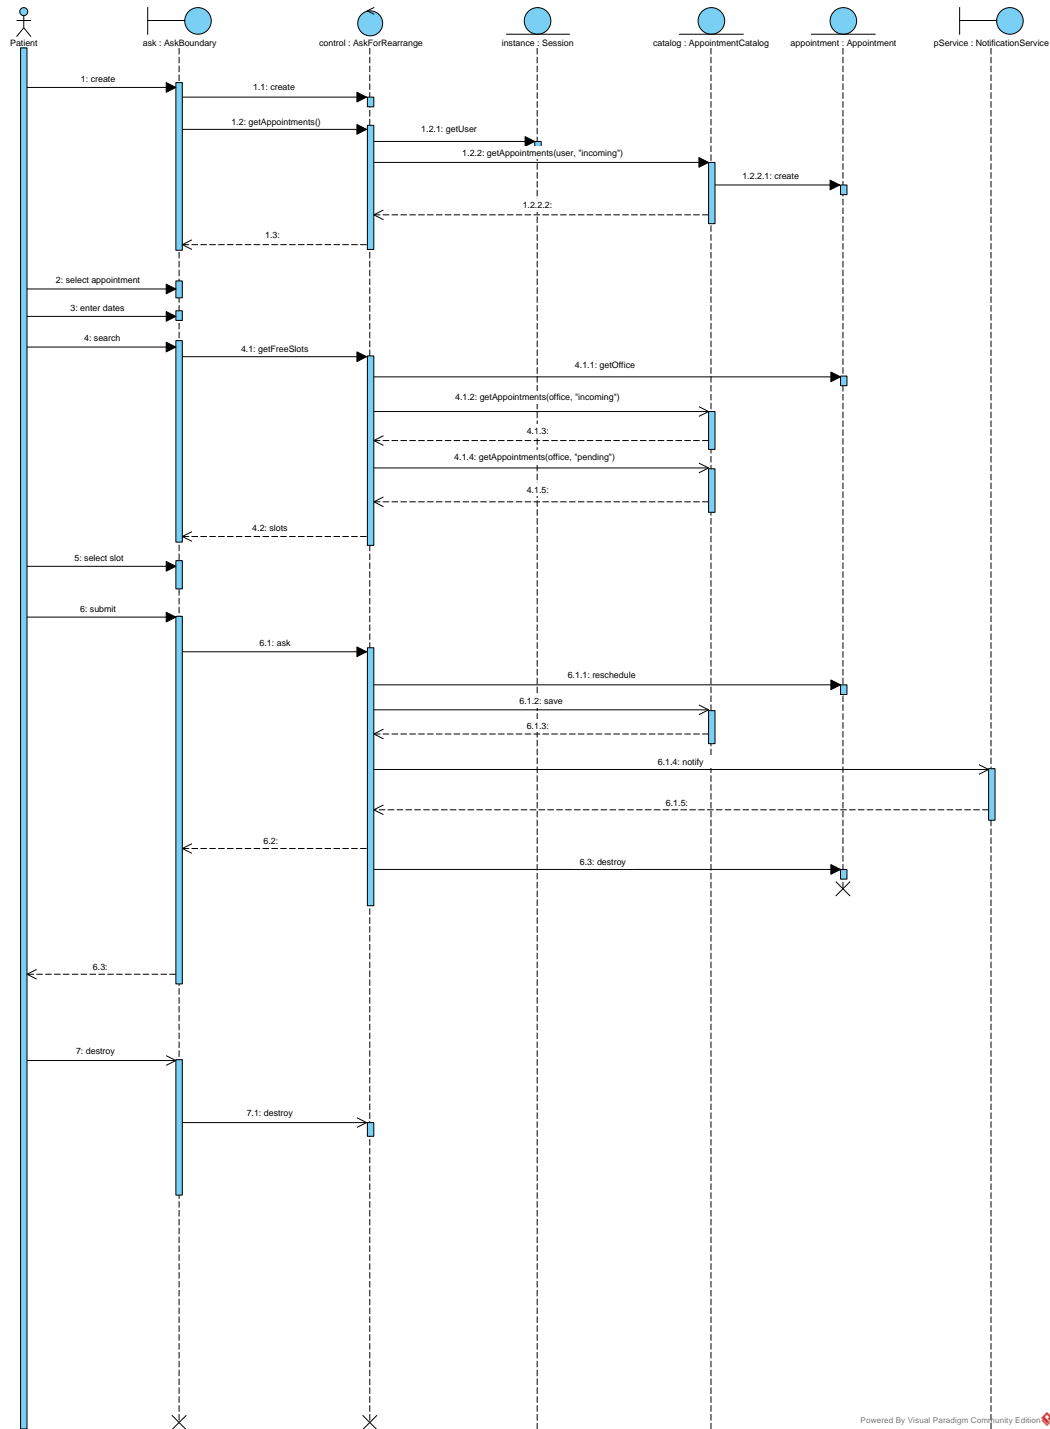 Patient
ask : AskBoundary
control : AskForRearrange
instance : Session
catalog : AppointmentCatalog
appointment : Appointment
pService : NotificationService
1: create
1.1: create
1.2: getAppointments()
1.2.1: getUser
1.2.2: getAppointments(user, "incoming")
1.2.2.1: create
1.2.2.2:
1.3:
2: select appointment
3: enter dates
4: search
4.1: getFreeSlots
4.1.1: getOffice
4.1.2: getAppointments(office, "incoming")
4.1.3:
4.1.4: getAppointments(office, "pending")
4.1.5:
4.2: slots
5: select slot
6: submit
6.1: ask
6.1.1: reschedule
6.1.2: save
6.1.3:
6.1.4: notify
6.1.5:
6.2:
6.3: destroy
6.3:
7: destroy
7.1: destroy
Powered By Visual Paradigm Community Edition